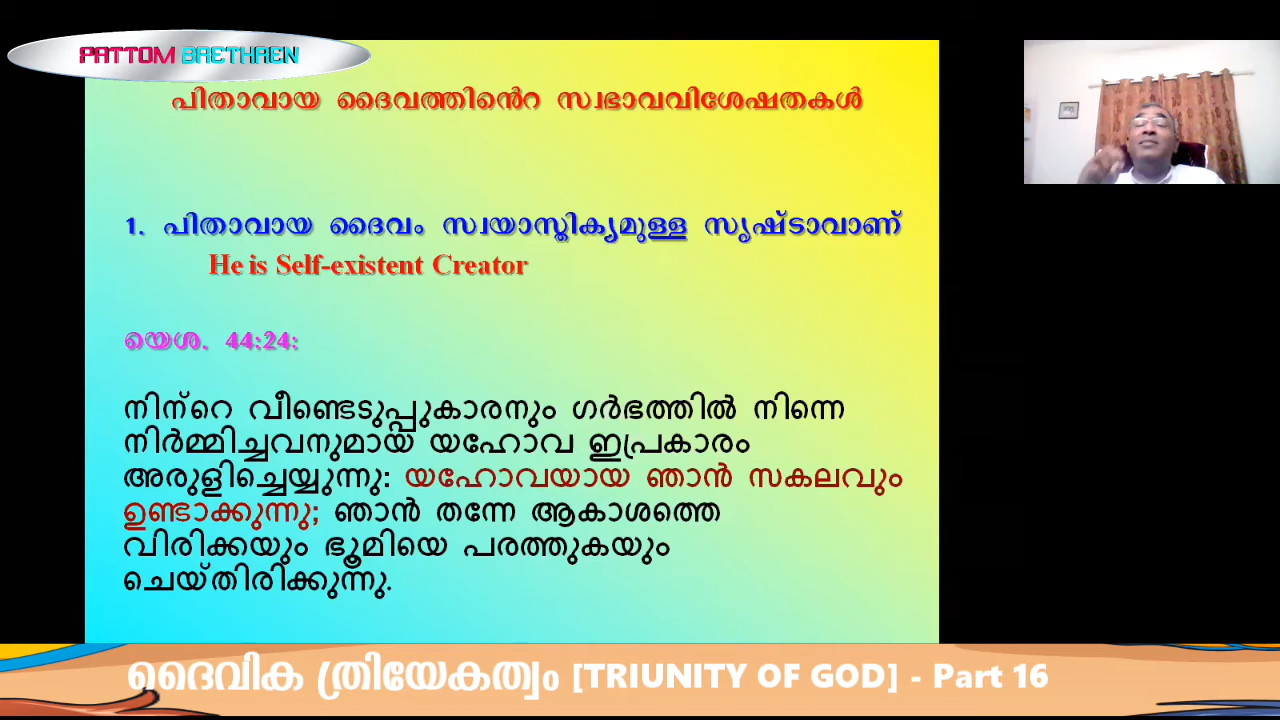 PATTOM BRETHREN
പിതാവായ ദൈവത്തിൻെറ സ്വഭാവവിശേഷതകൾ
1. പിതാവായ ദൈവം സ്വയാസ്തിക്യമുള്ള സൃഷ്ടാവാണ്
He is Self-existent Creator
യെശ. 44:24:
നിന്റെ വീണ്ടെടുപ്പുകാരനും ഗർഭത്തിൽ നിന്നെ
നിർമ്മിച്ചവനുമായ യഹോവ ഇപ്രകാരം
അരുളിച്ചെയ്യുന്നു: യഹോവയായ ഞാൻ സകലവും
ഉണ്ടാക്കുന്നു; ഞാൻ തന്നേ ആകാശത്തെ
വിരിക്കയും ഭൂമിയെ പരത്തുകയും
ചെയ്തിരിക്കുന്നു.
ദൈവിക ത്രിയേകത്വം [TRIUNITY OF GOD] - Part 16